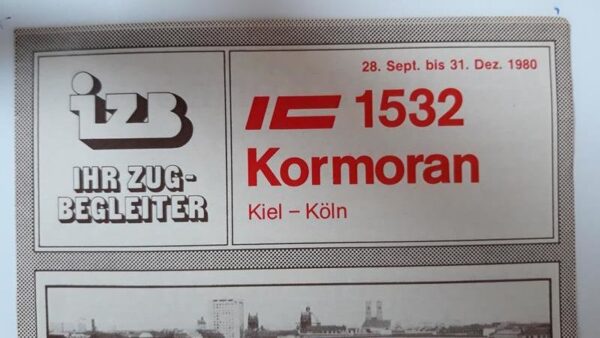 28. Sept. bis 31. Dez. 1980
izb
IHR ZUG-
BEGLEITER
IC 1532
Kormoran
Kiel – Köln